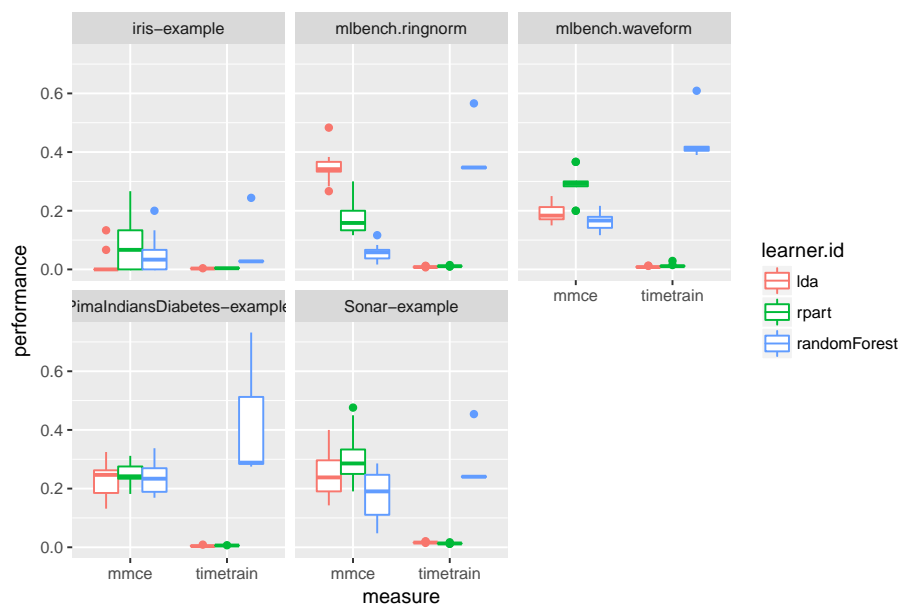 iris−example
mlbench.ringnorm
mlbench.waveform
0.6
0.4
0.2
0.0
PimaIndiansDiabetes−example
Sonar−example
mmce
timetrain
0.6
0.4
0.2
0.0
mmce
timetrain
mmce
timetrain
measure
performance
learner.id
lda
rpart
randomForest